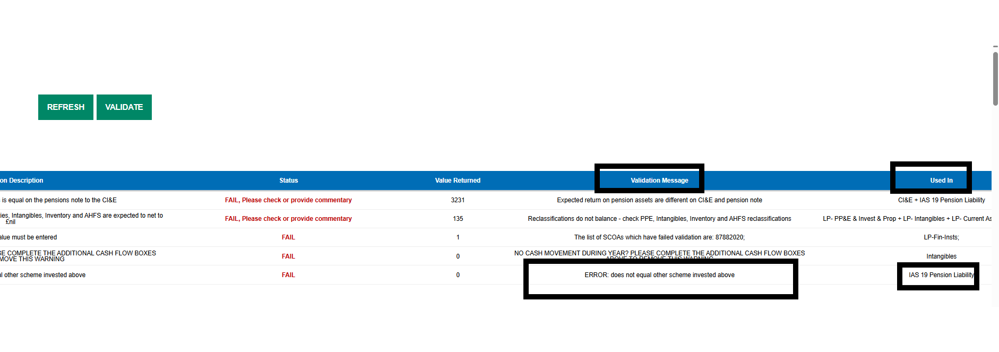 REFRESH VALIDATE
on Description Status Value Returned Validation Message Used In
is equal on the pensions note to the CI&E FAIL, Please check or provide commentary 3231 Expected return on pension assets are different on CI&E and pension note CI&E + IAS 19 Pension Liability
ies, Intangibles, Inventory and AHFS are expected to net to
£nil FAIL, Please check or provide commentary 135 Reclassifications do not balance - check PPE, Intangibles, Inventory and AHFS reclassifications LP- PP&E & Invest & Prop + LP- Intangibles + LP- Current As
alue must be entered FAIL 1 The list of SCOAs which have failed validation are: 87882020; LP-Fin-Insts;
SE COMPLETE THE ADDITIONAL CASH FLOW BOXES
MOVE THIS WARNING FAIL 0 NO CASH MOVEMENT DURING YEAR? PLEASE COMPLETE THE ADDITIONAL CASH FLOW BOXES
ABOVE TO REMOVE THIS WARNING Intangibles
al other scheme invested above FAIL 0 ERROR: does not equal other scheme invested above IAS 19 Pension Liability